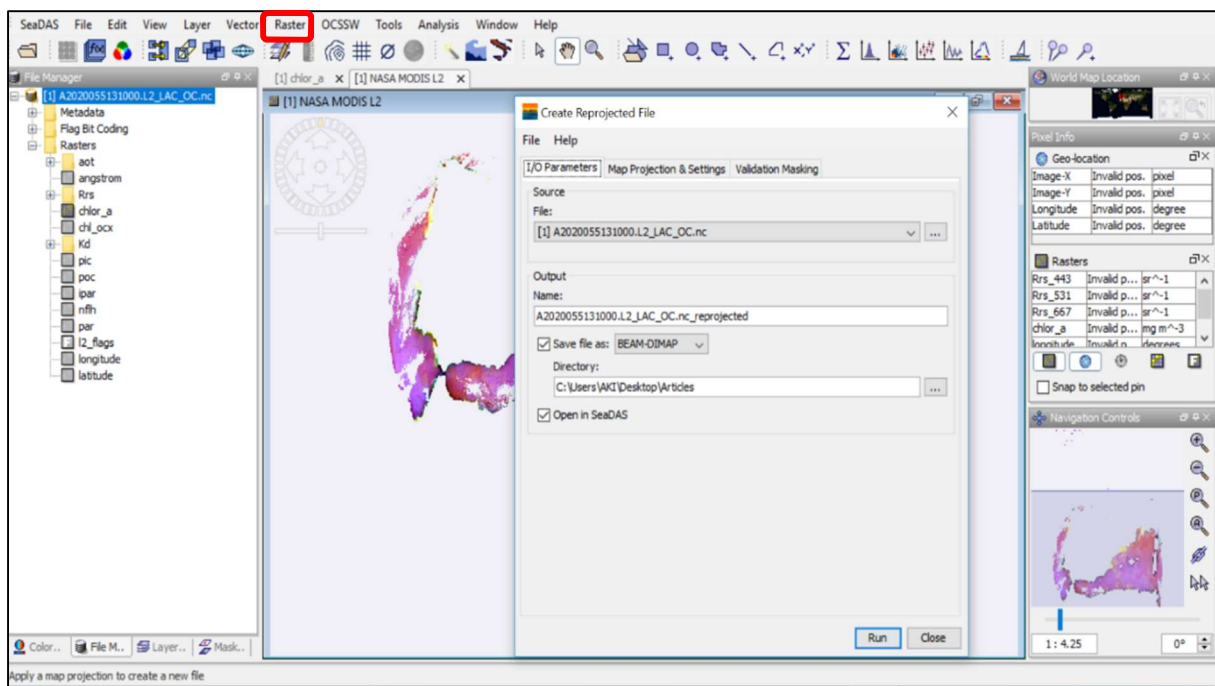 SeaDAS File Edit View Layer Vector Raster OCSSW Tools Analysis Window Help
File Manager
[1] chlor_a
[1] NASA MODIS L2
World Map Location
[1] A2020055131000.L2_LAC_OC.nc
Metadata
Flag Bit Coding
Rasters
aot
angstrom
Rrs
chlor_a
chl_ocx
Kd
pic
poc
ipar
nflh
par
l2_flags
longitude
latitude
[1] NASA MODIS L2
Create Reprojected File
File Help
I/O Parameters Map Projection & Settings Validation Masking
Source
File:
[1] A2020055131000.L2_LAC_OC.nc
...
Output
Name:
A2020055131000.L2_LAC_OC.nc_reprojected
Save file as: BEAM-DIMAP
Directory:
C:\Users\AKI\Desktop\Articles
...
Open in SeaDAS
Run Close
Pixel Info
Geo-location
Image-X Invalid pos. pixel
Image-Y Invalid pos. pixel
Longitude Invalid pos. degree
Latitude Invalid pos. degree
Rasters
Rrs_443 Invalid p... sr^-1
Rrs_531 Invalid p... sr^-1
Rrs_667 Invalid p... sr^-1
chlor_a Invalid p... mg m^-3
longitude Invalid p... degrees
Snap to selected pin
Navigation Controls
1 : 4.25 0°
Color.. File M.. Layer.. Mask..
Apply a map projection to create a new file